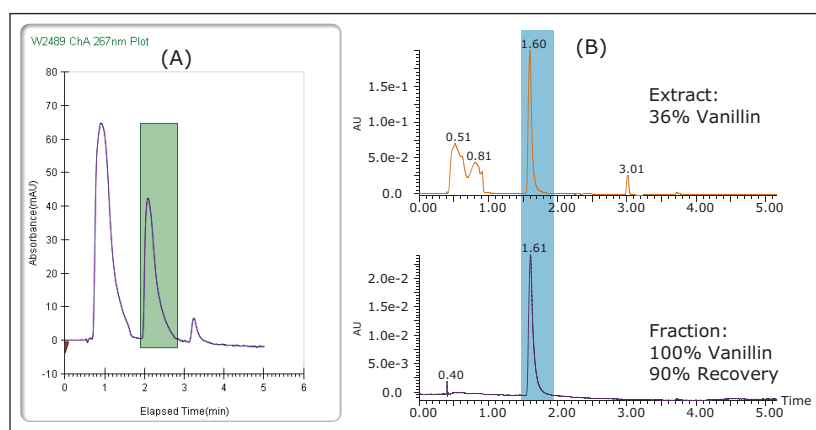 W2489 ChA 267nm Plot
(A)
80
70
60
50
40
30
20
10
0
-10
Absorbance(mAU)
0 1 2 3 4 5 6
Elapsed Time(min)
(B)
1.60
Extract:
36% Vanillin
AU
1.5e-1
1.0e-1
5.0e-2
0.0
0.51
0.81
3.01
0.00 1.00 2.00 3.00 4.00 5.00
1.61
AU
2.0e-2
1.5e-2
1.0e-2
5.0e-3
0.0
0.40
Fraction:
100% Vanillin
90% Recovery
0.00 1.00 2.00 3.00 4.00 5.00 Time